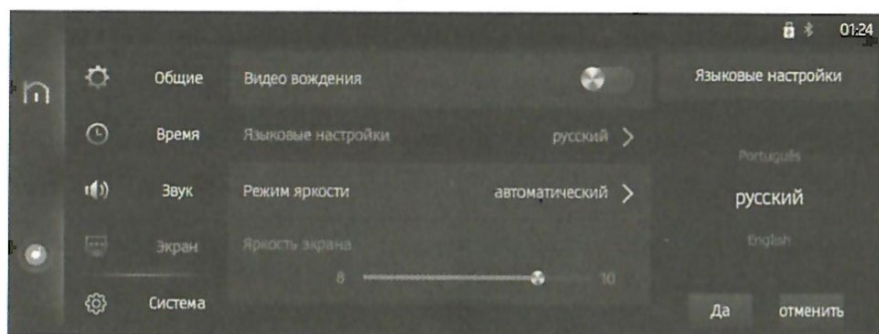 01:24
Общие
Видео вождения
Языковые настройки
Время
Языковые настройки
русский
Português
Звук
Режим яркости
автоматический
русский
Экран
Яркость экрана
English
8
10
Система
Да
отменить